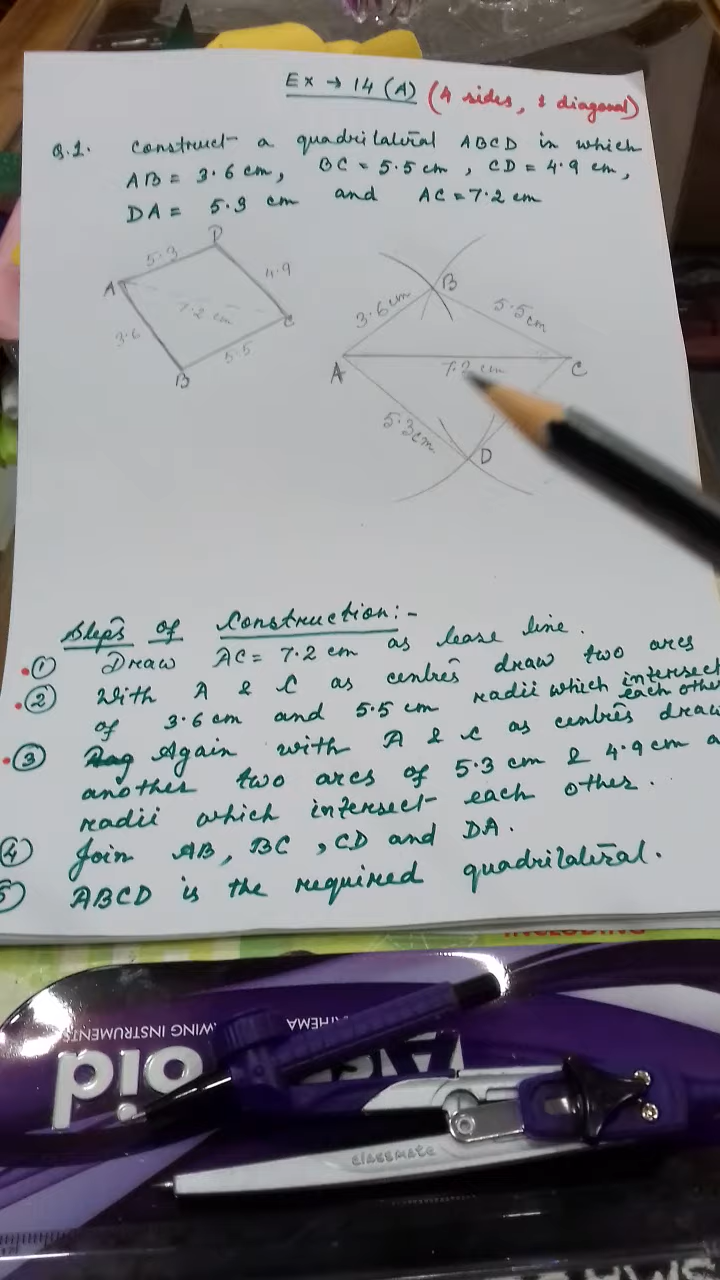 Ex → 14 (A) (4 sides, 1 diagonal)
Q.1. Construct a quadrilateral ABCD in which
AB = 3.6 cm, BC = 5.5 cm, CD = 4.9 cm,
DA = 5.3 cm and AC = 7.2 cm
D
5.3
4.9
A
7.2 cm
C
3.6
5.5
B
B
3.6 cm
5.5 cm
A
7.2 cm
C
5.3 cm
D
Steps of Construction:-
① Draw AC = 7.2 cm as base line.
② With A & C as centres draw two arcs
of 3.6 cm and 5.5 cm radii which intersect
each other
③ Again with A & C as centres draw
another two arcs of 5.3 cm & 4.9 cm a
radii which intersect each other.
④ Join AB, BC, CD and DA.
⑤ ABCD is the required quadrilateral.
INCLUDING
WING INSTRUMENTS
MATHEMA
oid
classmate